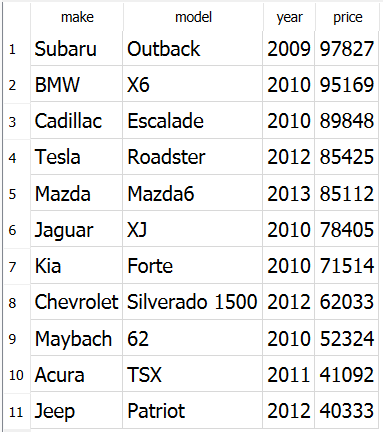 make model year price
1 Subaru Outback 2009 97827
2 BMW X6 2010 95169
3 Cadillac Escalade 2010 89848
4 Tesla Roadster 2012 85425
5 Mazda Mazda6 2013 85112
6 Jaguar XJ 2010 78405
7 Kia Forte 2010 71514
8 Chevrolet Silverado 1500 2012 62033
9 Maybach 62 2010 52324
10 Acura TSX 2011 41092
11 Jeep Patriot 2012 40333